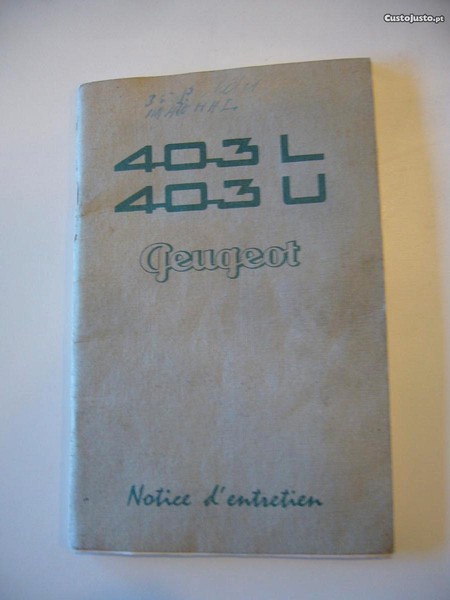 CustoJusto.pt
403 L
403 U
Peugeot
Notice d'entretien